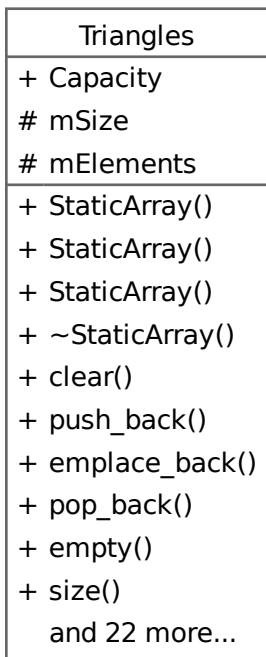 Triangles
+ Capacity
# mSize
# mElements
+ StaticArray()
+ StaticArray()
+ StaticArray()
+ ~StaticArray()
+ clear()
+ push_back()
+ emplace_back()
+ pop_back()
+ empty()
+ size()
and 22 more...